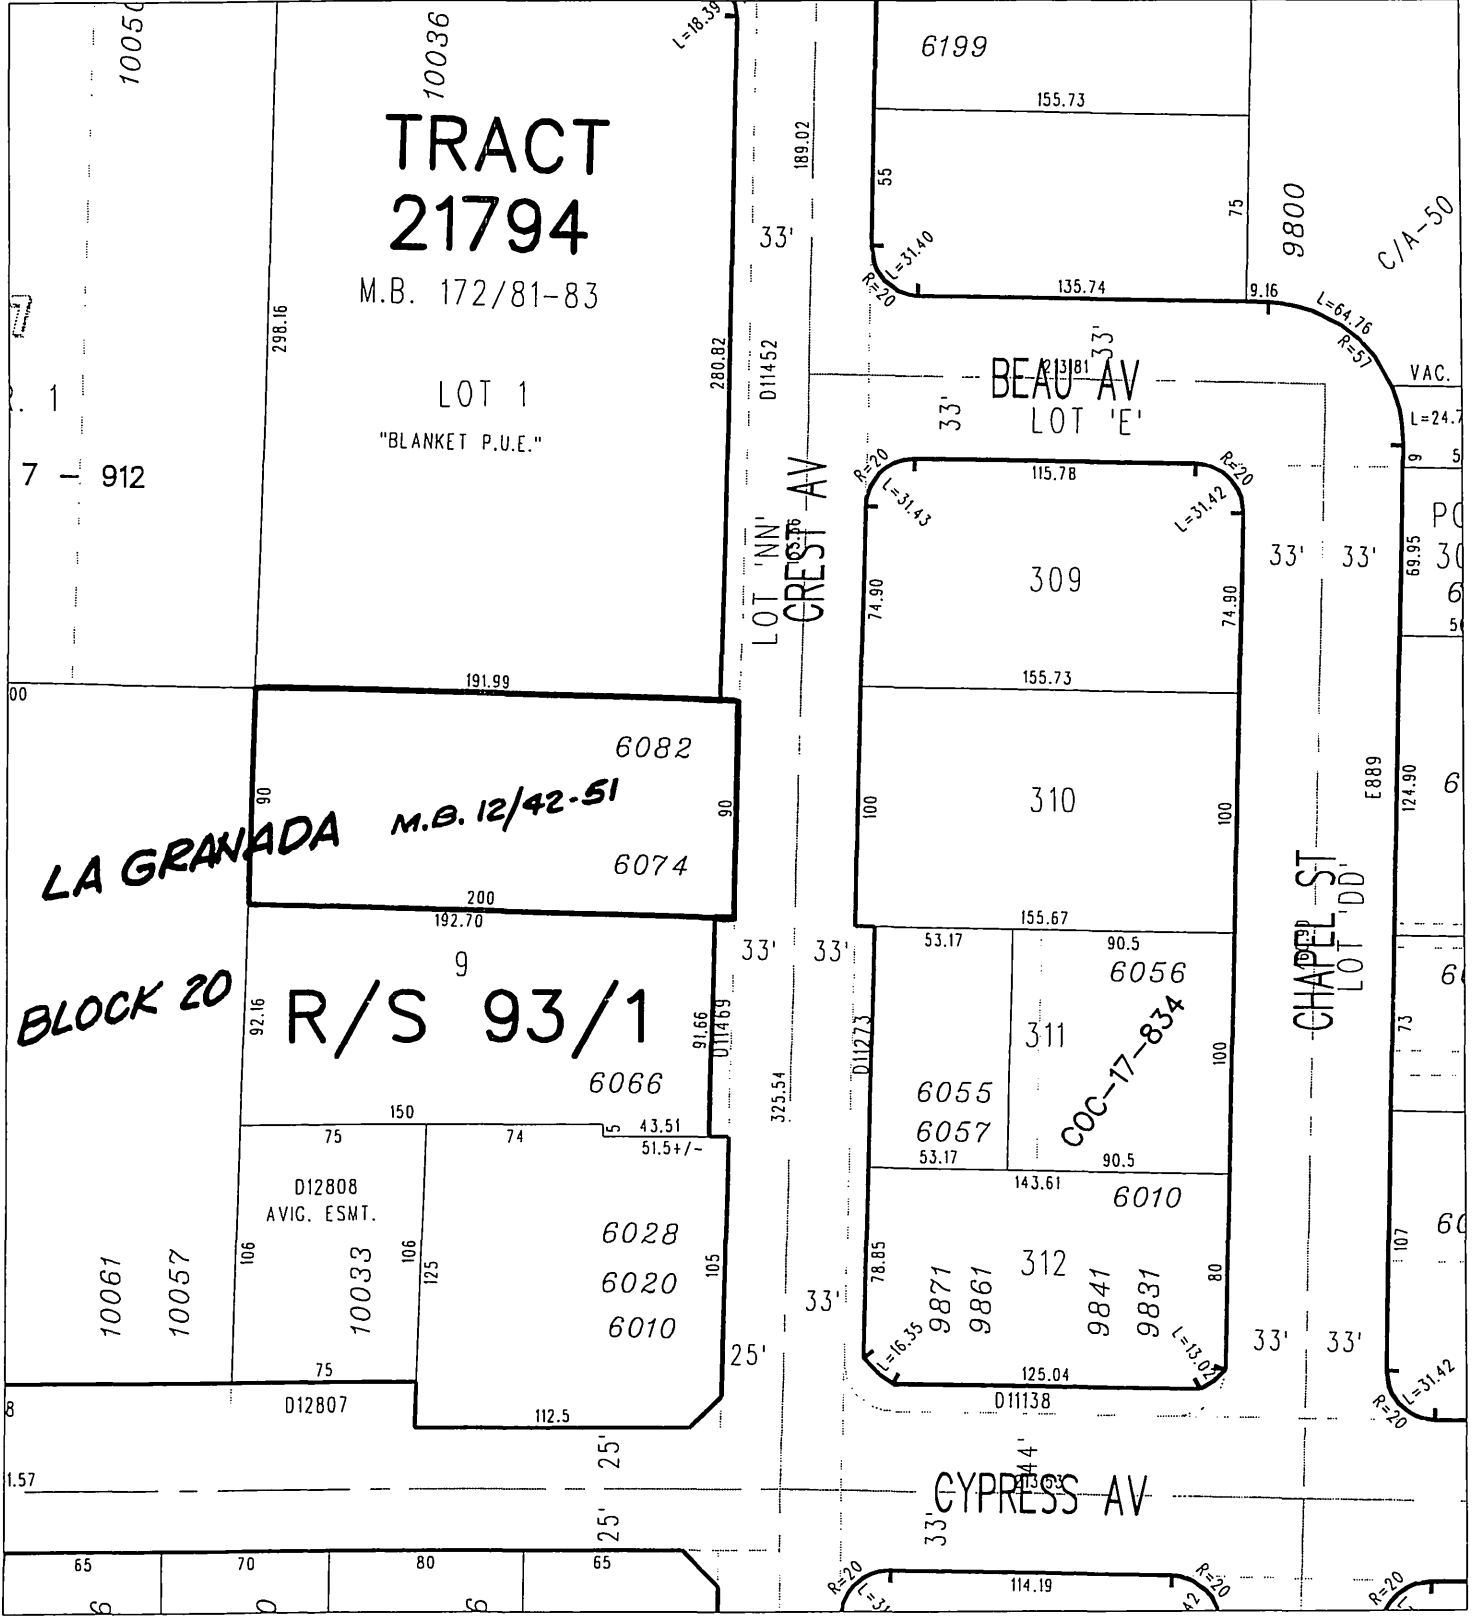 10036
L=18.39
6199
155.73
TRACT
21794
M.B. 172/81-83
LOT 1
"BLANKET P.U.E."
298.16
280.82
189.02
33'
D11452
55
75
9800
C/A-50
L=31.40
R=20
135.74
9.16
L=64.76
R=57
VAC.
33'
BEAU AV
LOT 'E'
33'
7 - 912
R=20
115.78
R=20
L=31.43
L=31.42
CREST AV
LOT 'NN'
309
74.90
74.90
33'
33'
69.95
191.99
155.73
6082
90
90
M.B. 12/42-51
LA GRANADA
6074
200
192.70
310
100
100
E889
124.90
CHAPEL ST
LOT 'DD'
155.67
33'
33'
53.17
90.5
9
6056
BLOCK 20
R/S 93/1
92.16
91.66
D11469
D11273
311
COC-17-834
100
73
6066
325.54
6055
6057
150
43.51
75
74
5
51.5+/-
53.17
90.5
143.61
6010
D12808
AVIG. ESMT.
106
106
125
6028
6020
6010
105
10061
10057
10033
33'
25'
78.85
312
9871
9861
9841
9831
80
107
33'
33'
L=16.35
L=13.02
125.04
D11138
R=20
L=31.42
75
D12807
112.5
25'
25'
44'
CYPRESS AV
33'
65
70
80
65
R=20
114.19
R=20
R=20